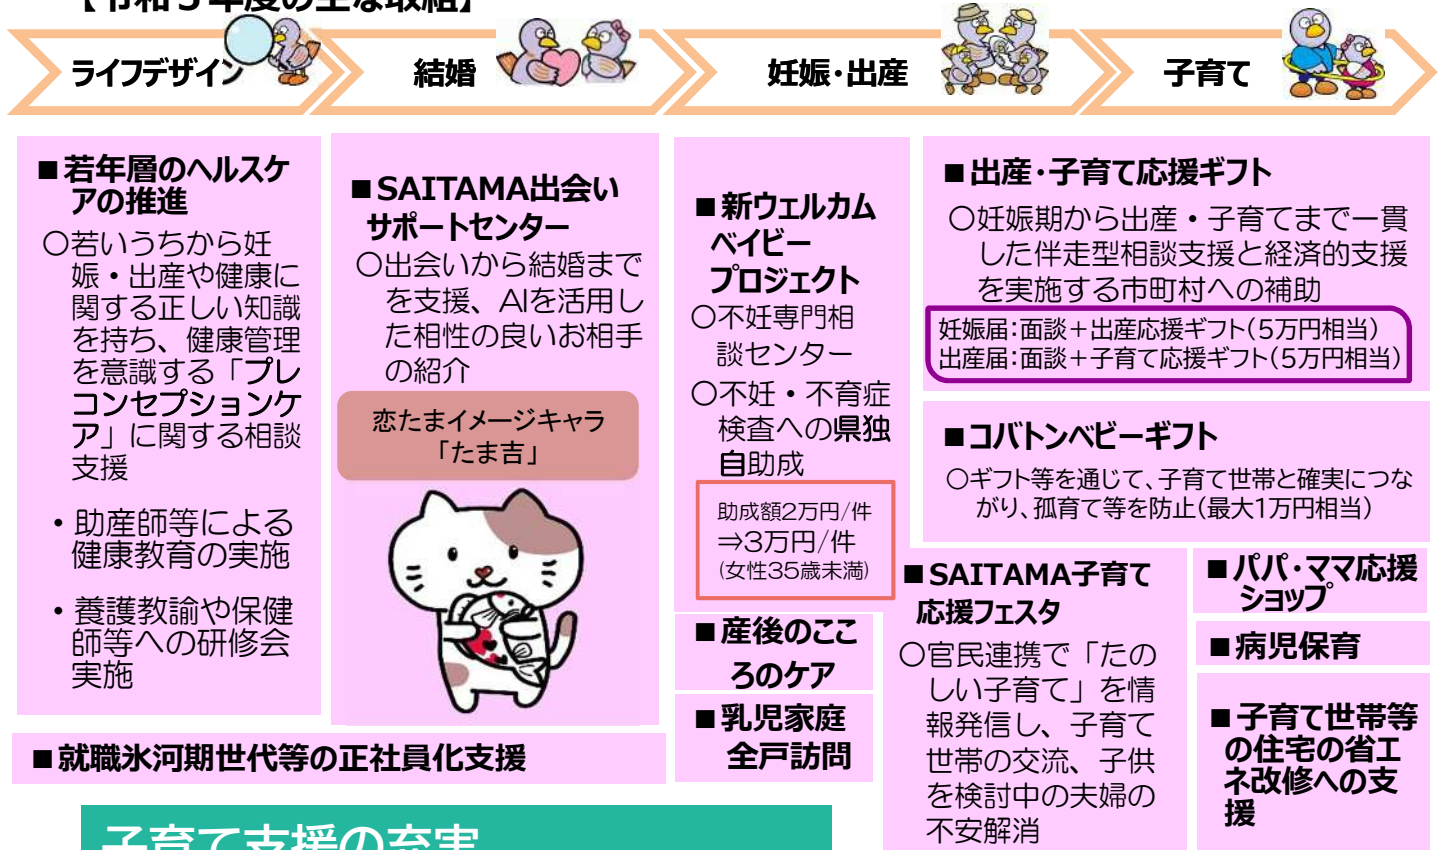 【令和5年度の主な取組】
ライフデザイン
結婚
妊娠・出産
子育て
■若年層のヘルスケ
アの推進
○若いうちから妊
娠・出産や健康に
関する正しい知識
を持ち、健康管理
を意識する「プレ
コンセプションケ
ア」に関する相談
支援
・助産師等による
健康教育の実施
・養護教諭や保健
師等への研修会
実施
■SAITAMA出会い
サポートセンター
○出会いから結婚まで
を支援、AIを活用し
た相性の良いお相手
の紹介
恋たまイメージキャラ
「たま吉」
■就職氷河期世代等の正社員化支援
■新ウェルカム
ベイビー
プロジェクト
○不妊専門相
談センター
○不妊・不育症
検査への県独
自助成
助成額2万円/件
⇒3万円/件
(女性35歳未満)
■産後のここ
ろのケア
■乳児家庭
全戸訪問
■出産・子育て応援ギフト
○妊娠期から出産・子育てまで一貫
した伴走型相談支援と経済的支援
を実施する市町村への補助
妊娠届:面談+出産応援ギフト(5万円相当)
出産届:面談+子育て応援ギフト(5万円相当)
■コバトンベビーギフト
○ギフト等を通じて、子育て世帯と確実につな
がり、孤育て等を防止(最大1万円相当)
■SAITAMA子育て
応援フェスタ
○官民連携で「たの
しい子育て」を情
報発信し、子育て
世帯の交流、子供
を検討中の夫婦の
不安解消
■パパ・ママ応援
ショップ
■病児保育
■子育て世帯等
の住宅の省エ
ネ改修への支
援
子育て支援の充実